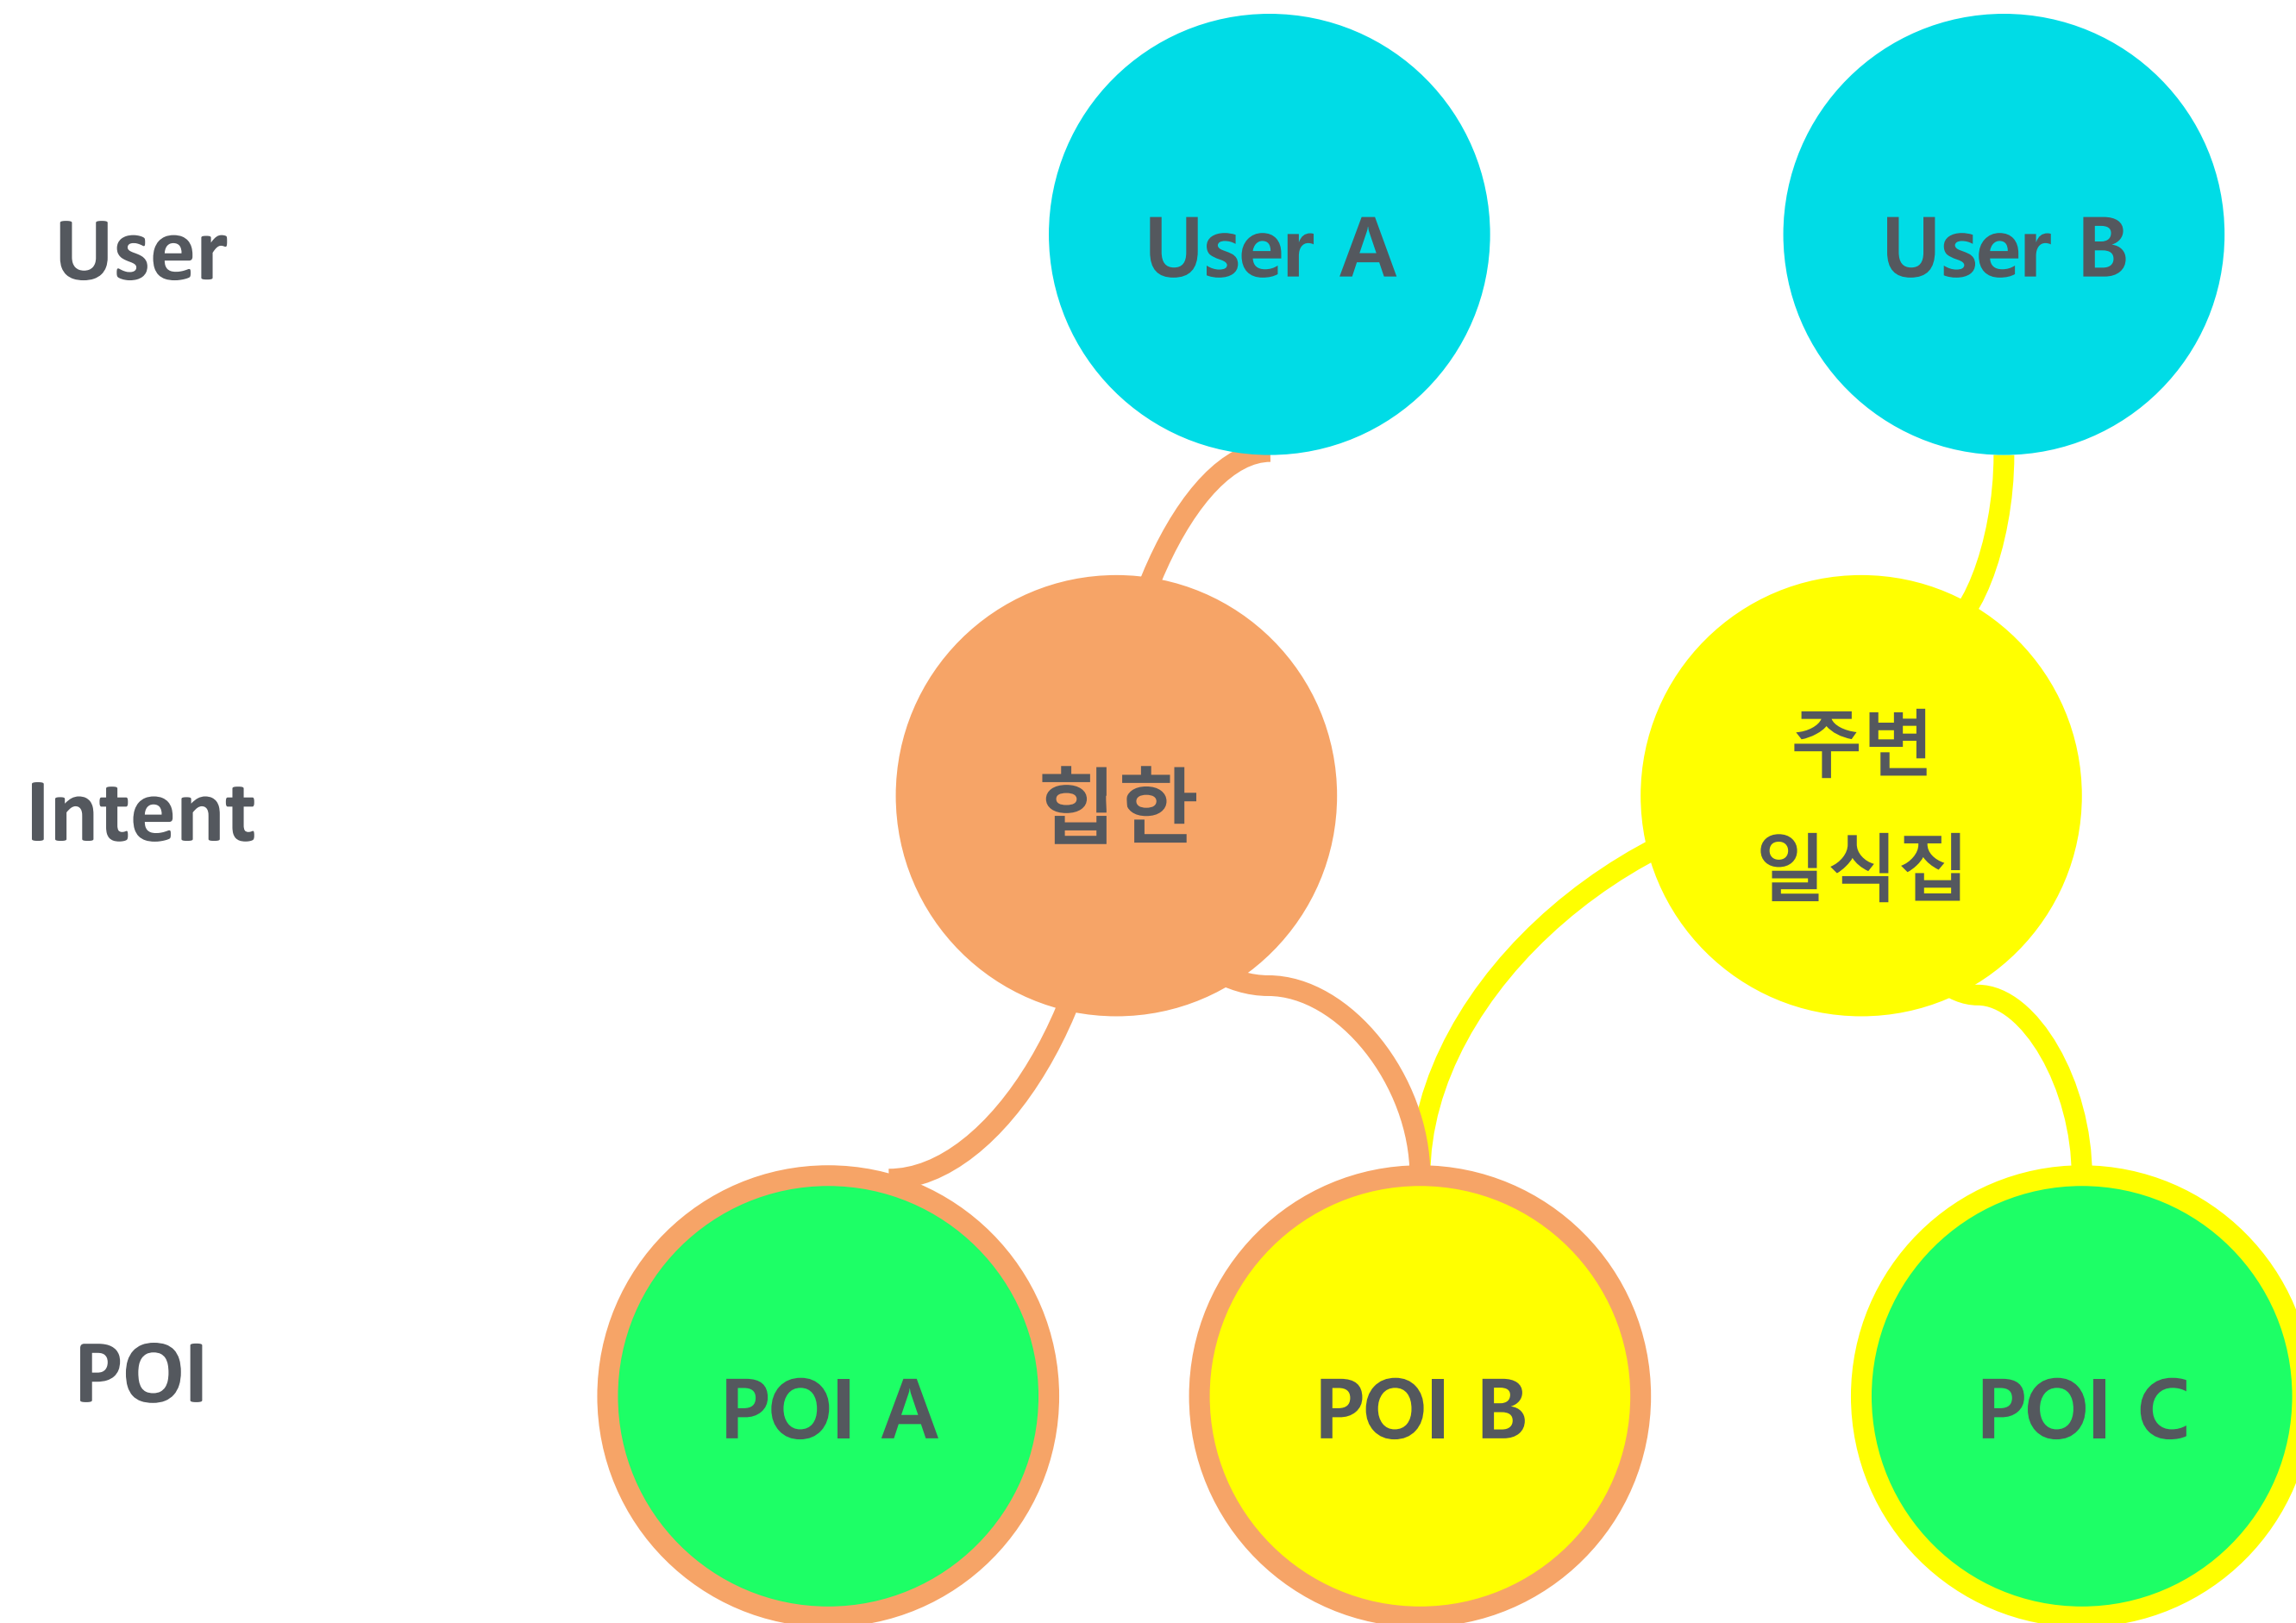 User
User A
User B
Intent
힙한
주변
일식집
POI
POI A
POI B
POI C